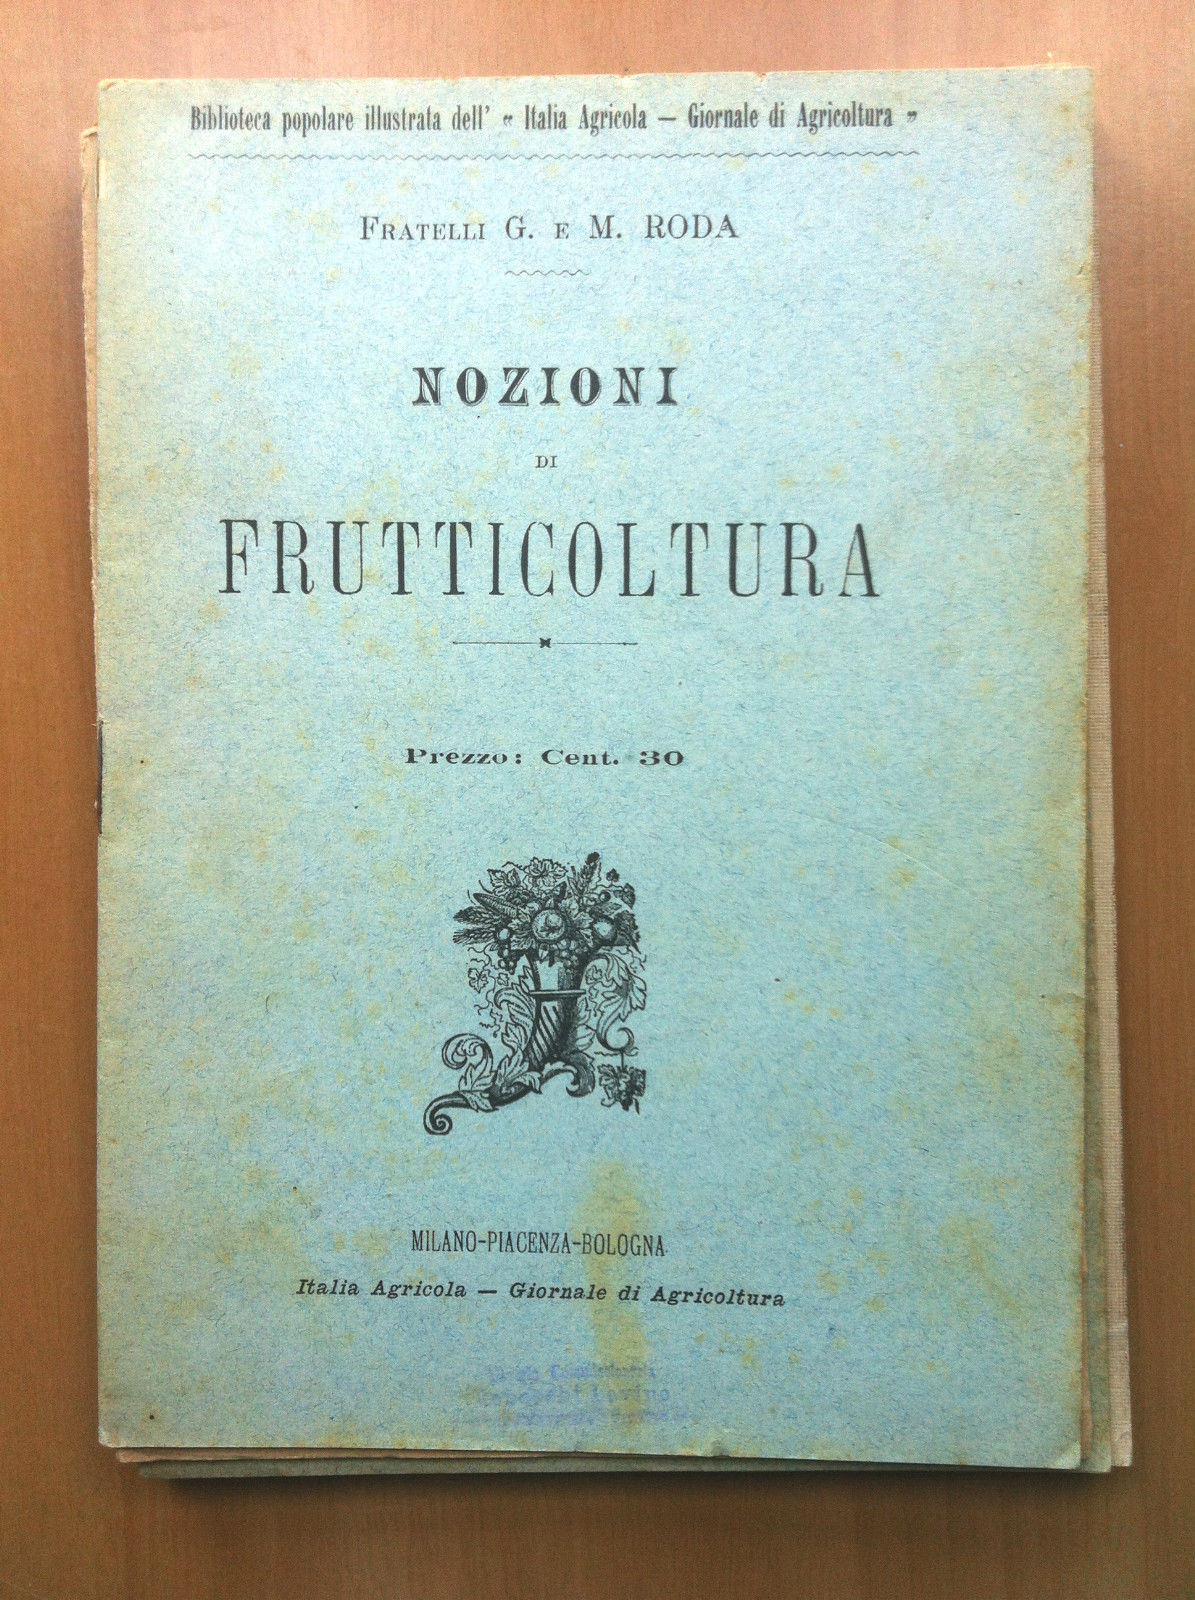 Biblioteca popolare illustrata dell' « Italia Agricola — Giornale di Agricoltura »
FRATELLI G. E M. RODA
NOZIONI
DI
FRUTTICOLTURA
Prezzo: Cent. 30
MILANO-PIACENZA-BOLOGNA
Italia Agricola — Giornale di Agricoltura